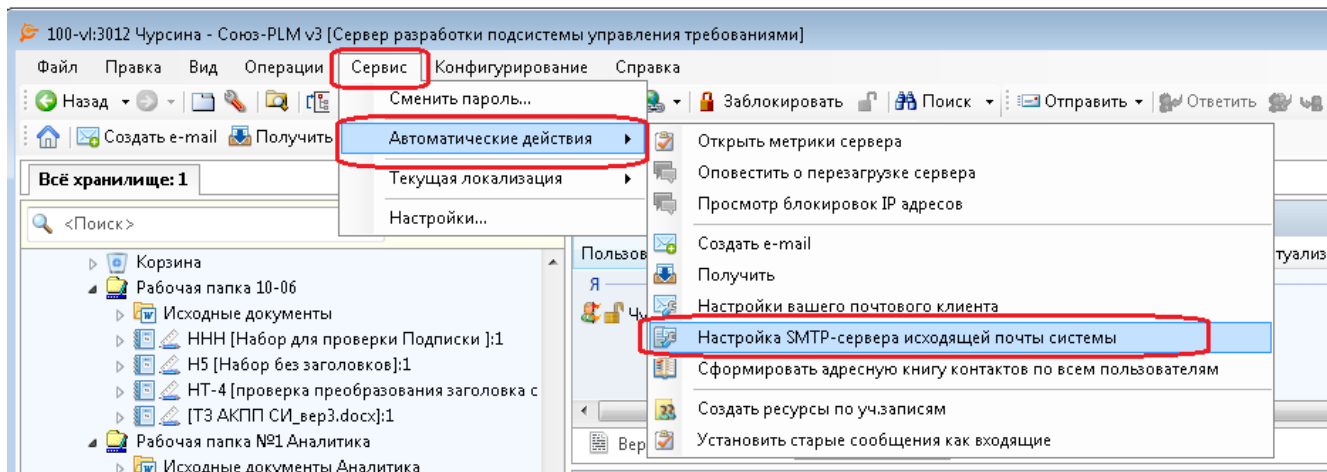 100-vl:3012 Чурсина - Союз-PLM v3 [Сервер разработки подсистемы управления требованиями]
Файл Правка Вид Операции Сервис Конфигурирование Справка
Назад Заблокировать Поиск Отправить Ответить
Создать e-mail Получить
Сменить пароль...
Автоматические действия
Текущая локализация
Настройки...
Открыть метрики сервера
Оповестить о перезагрузке сервера
Просмотр блокировок IP адресов
Создать e-mail
Получить
Настройки вашего почтового клиента
Настройка SMTP-сервера исходящей почты системы
Сформировать адресную книгу контактов по всем пользователям
Создать ресурсы по уч.записям
Установить старые сообщения как входящие
Всё хранилище: 1
<Поиск>
Корзина
Рабочая папка 10-06
Исходные документы
ННН [Набор для проверки Подписки ]:1
Н5 [Набор без заголовков]:1
НТ-4 [проверка преобразования заголовка с
[ТЗ АКПП СИ_вер3.docx]:1
Рабочая папка №1 Аналитика
Исходные документы Аналитика
Пользов
Я
Чу
Вер
туализ